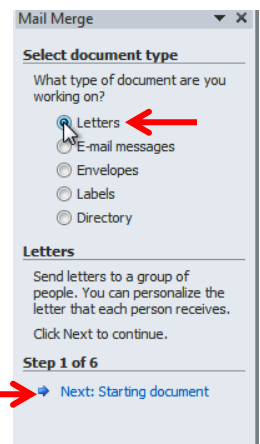 Mail Merge
Select document type
What type of document are you
working on?
Letters
E-mail messages
Envelopes
Labels
Directory
Letters
Send letters to a group of
people. You can personalize the
letter that each person receives.
Click Next to continue.
Step 1 of 6
Next: Starting document